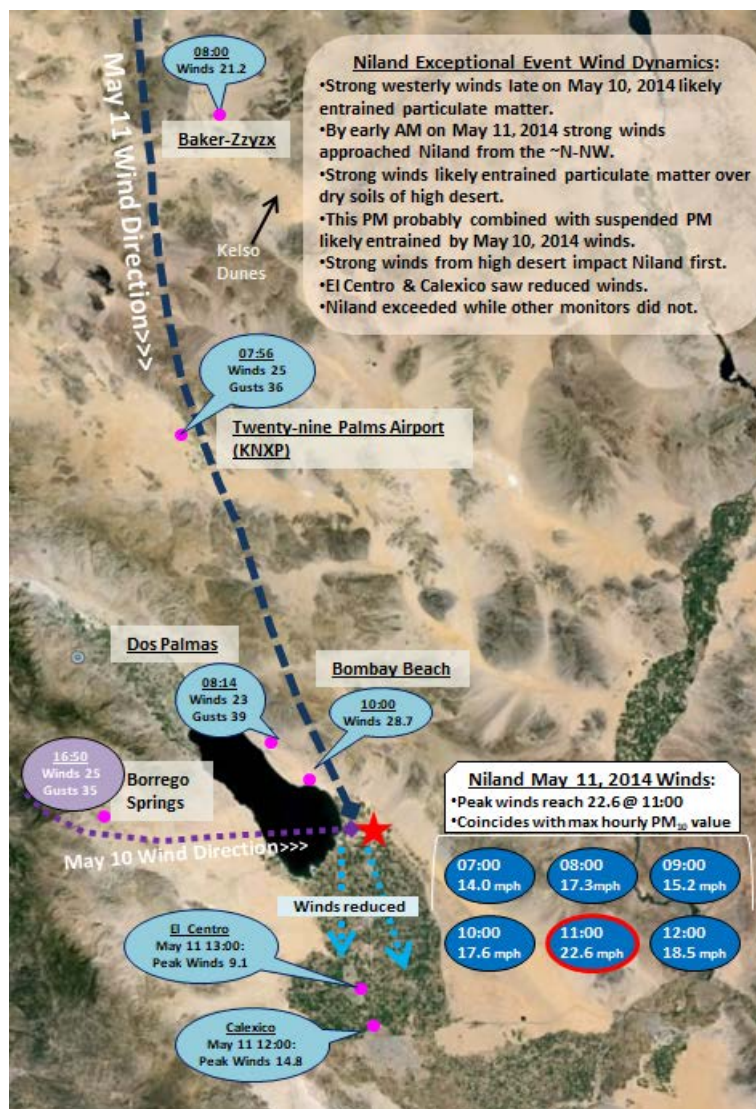 08:00
Winds 21.2
Baker-Zzyzx
May 11 Wind Direction>>>
Kelso
Dunes
Niland Exceptional Event Wind Dynamics:
•Strong westerly winds late on May 10, 2014 likely
entrained particulate matter.
•By early AM on May 11, 2014 strong winds
approached Niland from the ~N-NW.
•Strong winds likely entrained particulate matter over
dry soils of high desert.
•This PM probably combined with suspended PM
likely entrained by May 10, 2014 winds.
•Strong winds from high desert impact Niland first.
•El Centro & Calexico saw reduced winds.
•Niland exceeded while other monitors did not.
07:56
Winds 25
Gusts 36
Twenty-nine Palms Airport
(KNXP)
Dos Palmas
08:14
Winds 23
Gusts 39
Bombay Beach
10:00
Winds 28.7
16:50
Winds 25
Gusts 35
Borrego
Springs
May 10 Wind Direction>>>
Niland May 11, 2014 Winds:
•Peak winds reach 22.6 @ 11:00
•Coincides with max hourly PM₁₀ value
07:00
14.0 mph
08:00
17.3mph
09:00
15.2 mph
10:00
17.6 mph
11:00
22.6 mph
12:00
18.5 mph
Winds reduced
El Centro
May 11 13:00:
Peak Winds 9.1
Calexico
May 11 12:00:
Peak Winds 14.8